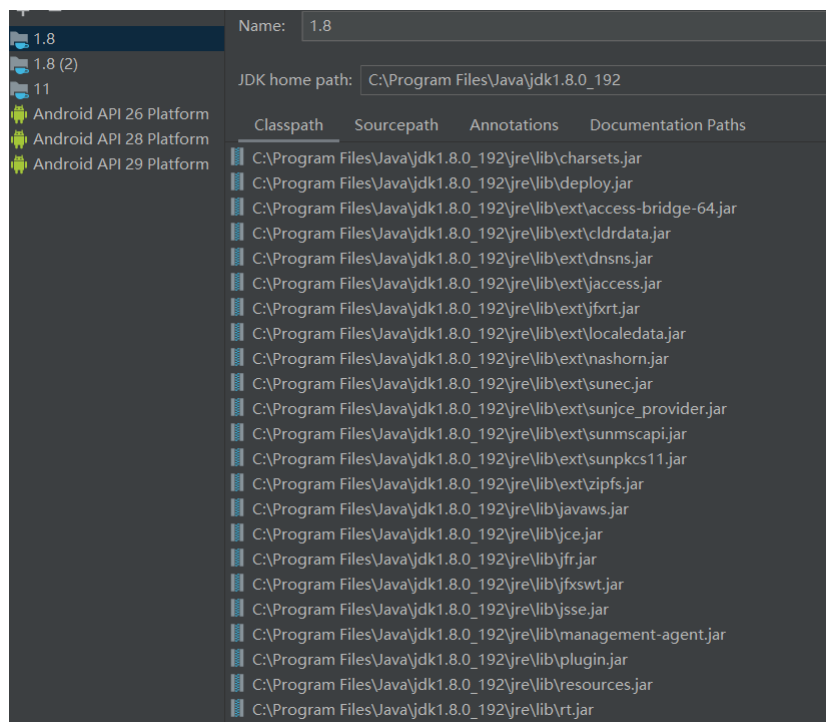 1.8
1.8 (2)
11
Android API 26 Platform
Android API 28 Platform
Android API 29 Platform
Name: 1.8
JDK home path: C:\Program Files\Java\jdk1.8.0_192
Classpath Sourcepath Annotations Documentation Paths
C:\Program Files\Java\jdk1.8.0_192\jre\lib\charsets.jar
C:\Program Files\Java\jdk1.8.0_192\jre\lib\deploy.jar
C:\Program Files\Java\jdk1.8.0_192\jre\lib\ext\access-bridge-64.jar
C:\Program Files\Java\jdk1.8.0_192\jre\lib\ext\cldrdata.jar
C:\Program Files\Java\jdk1.8.0_192\jre\lib\ext\dnsns.jar
C:\Program Files\Java\jdk1.8.0_192\jre\lib\ext\jaccess.jar
C:\Program Files\Java\jdk1.8.0_192\jre\lib\ext\jfxrt.jar
C:\Program Files\Java\jdk1.8.0_192\jre\lib\ext\localedata.jar
C:\Program Files\Java\jdk1.8.0_192\jre\lib\ext\nashorn.jar
C:\Program Files\Java\jdk1.8.0_192\jre\lib\ext\sunec.jar
C:\Program Files\Java\jdk1.8.0_192\jre\lib\ext\sunjce_provider.jar
C:\Program Files\Java\jdk1.8.0_192\jre\lib\ext\sunmscapi.jar
C:\Program Files\Java\jdk1.8.0_192\jre\lib\ext\sunpkcs11.jar
C:\Program Files\Java\jdk1.8.0_192\jre\lib\ext\zipfs.jar
C:\Program Files\Java\jdk1.8.0_192\jre\lib\javaws.jar
C:\Program Files\Java\jdk1.8.0_192\jre\lib\jce.jar
C:\Program Files\Java\jdk1.8.0_192\jre\lib\jfr.jar
C:\Program Files\Java\jdk1.8.0_192\jre\lib\jfxswt.jar
C:\Program Files\Java\jdk1.8.0_192\jre\lib\jsse.jar
C:\Program Files\Java\jdk1.8.0_192\jre\lib\management-agent.jar
C:\Program Files\Java\jdk1.8.0_192\jre\lib\plugin.jar
C:\Program Files\Java\jdk1.8.0_192\jre\lib\resources.jar
C:\Program Files\Java\jdk1.8.0_192\jre\lib\rt.jar